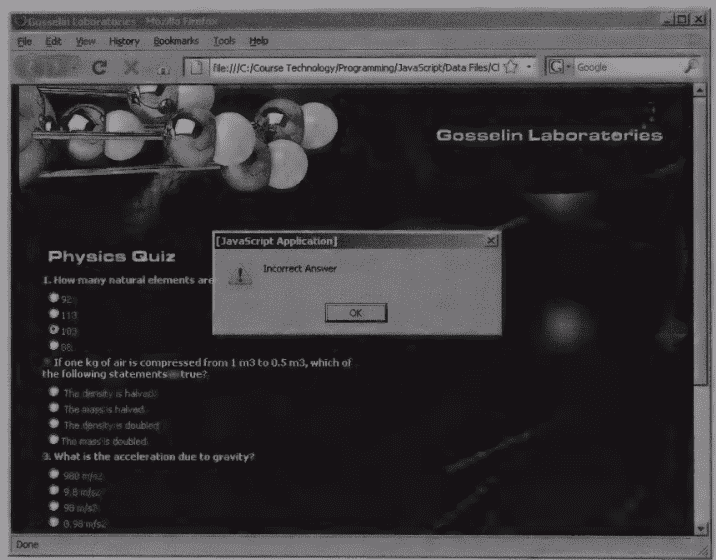 Gosselin Laboratories - Mozilla Firefox
File Edit View History Bookmarks Tools Help
file:///C:/Course Technology/Programming/JavaScript/Data Files/Cl
G Google
Gosselin Laboratories
[JavaScript Application]
Incorrect Answer
OK
Physics Quiz
1. How many natural elements are
92
113
103
88
If one kg of air is compressed from 1 m3 to 0.5 m3, which of
the following statements is true?
The density is halved.
The mass is halved.
The density is doubled
The mass is doubled.
3. What is the acceleration due to gravity?
980 m/s2
9.8 m/s2
98 m/s2
0.98 m/s2
Done